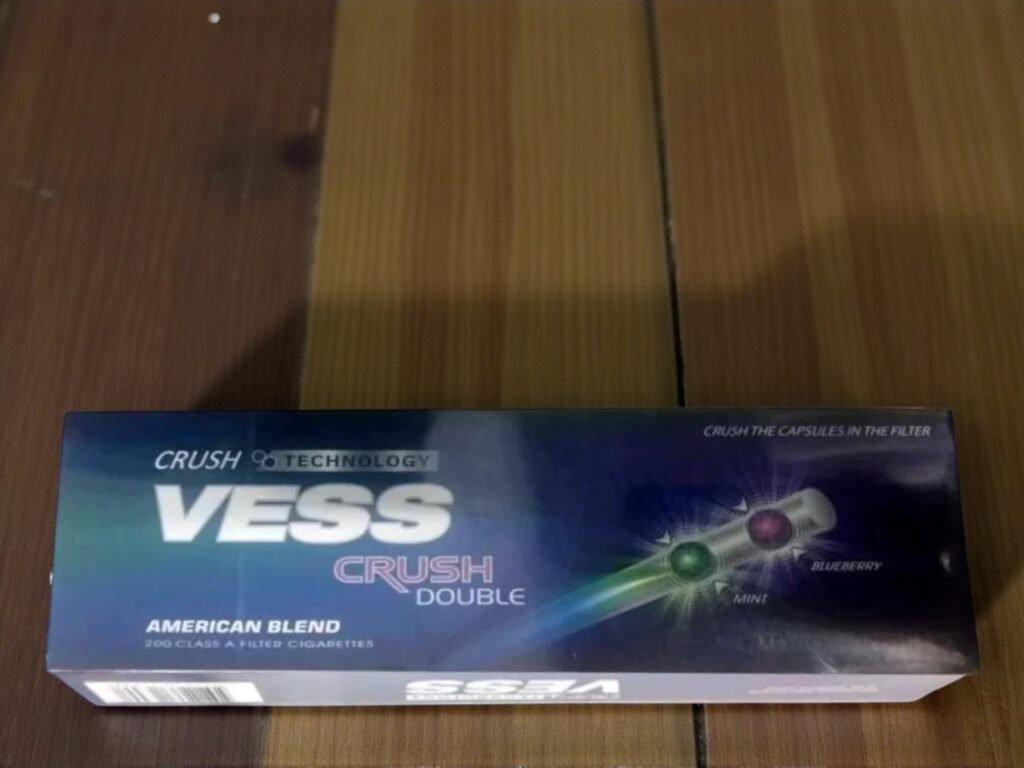 CRUSH THE CAPSULES IN THE FILTER
CRUSH TECHNOLOGY
VESS
CRUSH
DOUBLE
BLUEBERRY
MINT
AMERICAN BLEND
200 CLASS A FILTER CIGARETTES
VESS